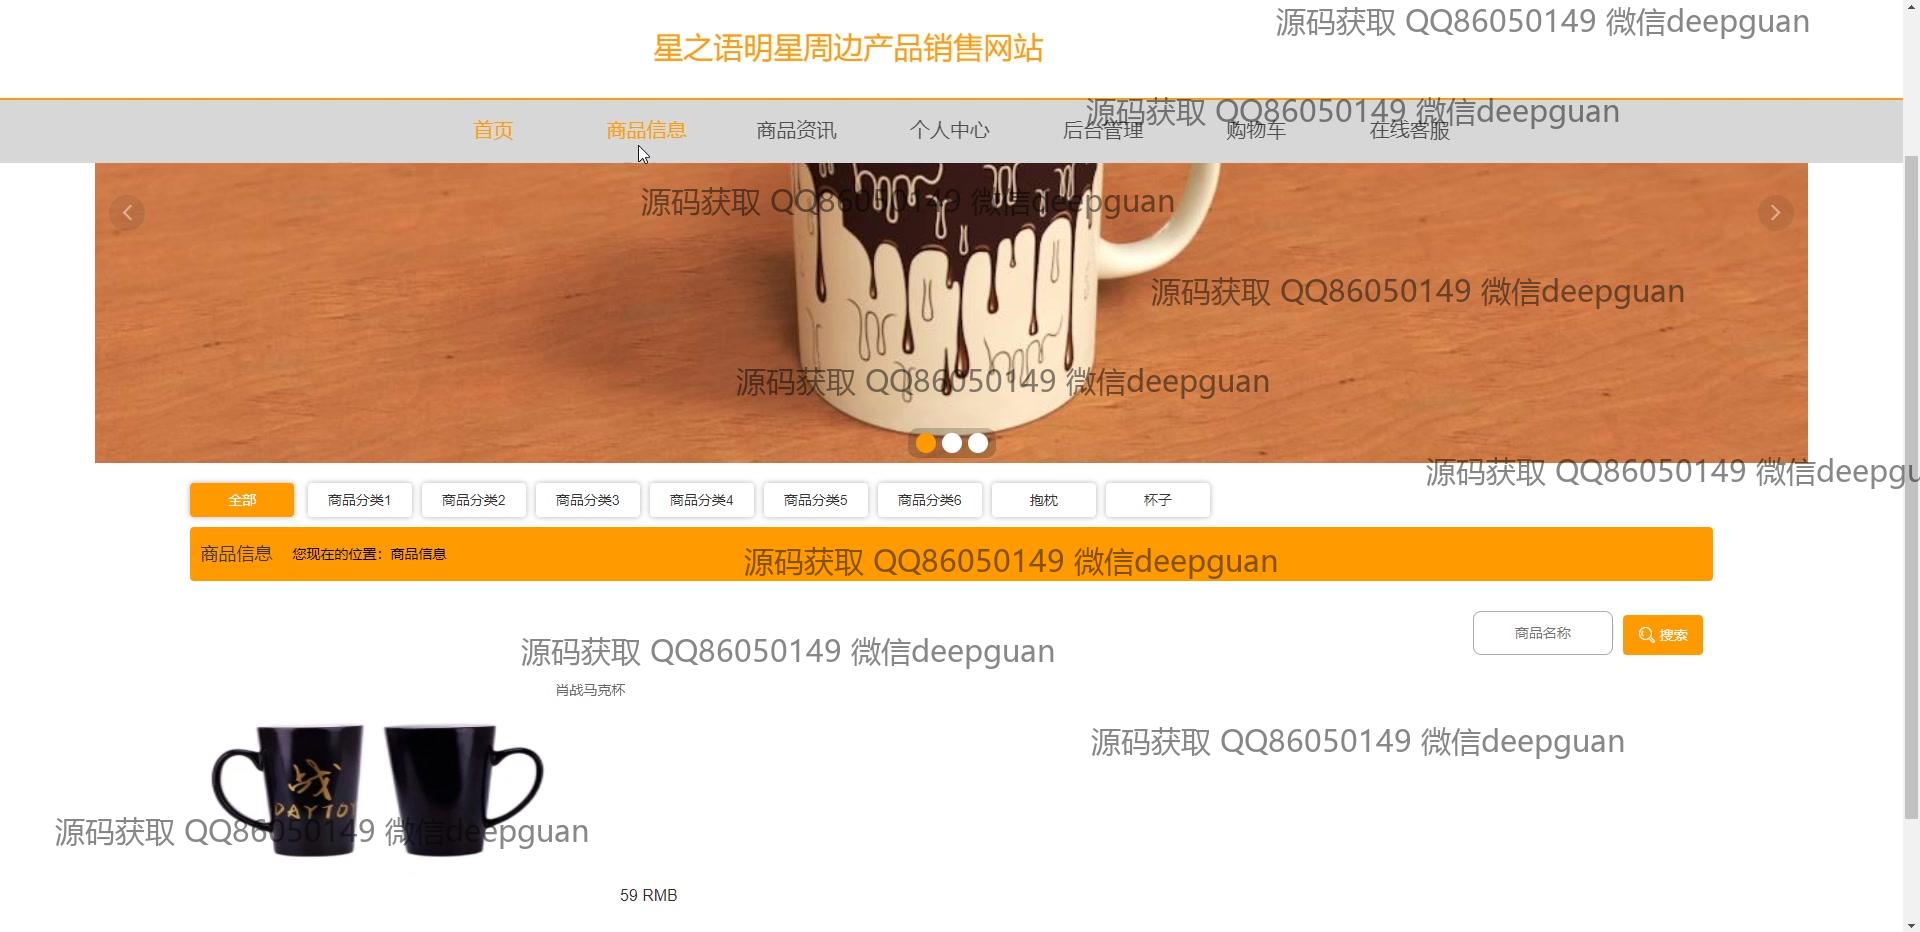 源码获取 QQ86050149 微信deepguan
星之语明星周边产品销售网站
源码获取 QQ86050149 微信deepguan
首页 商品信息 商品资讯 个人中心 后台管理 购物车 在线客服
源码获取 QQ86050149 微信deepguan
源码获取 QQ86050149 微信deepguan
源码获取 QQ86050149 微信deepguan
源码获取 QQ86050149 微信deepgu
全部 商品分类1 商品分类2 商品分类3 商品分类4 商品分类5 商品分类6 抱枕 杯子
商品信息 您现在的位置：商品信息
源码获取 QQ86050149 微信deepguan
商品名称 搜索
源码获取 QQ86050149 微信deepguan
肖战马克杯
源码获取 QQ86050149 微信deepguan
战
DAYTOY
源码获取 QQ86050149 微信deepguan
59 RMB